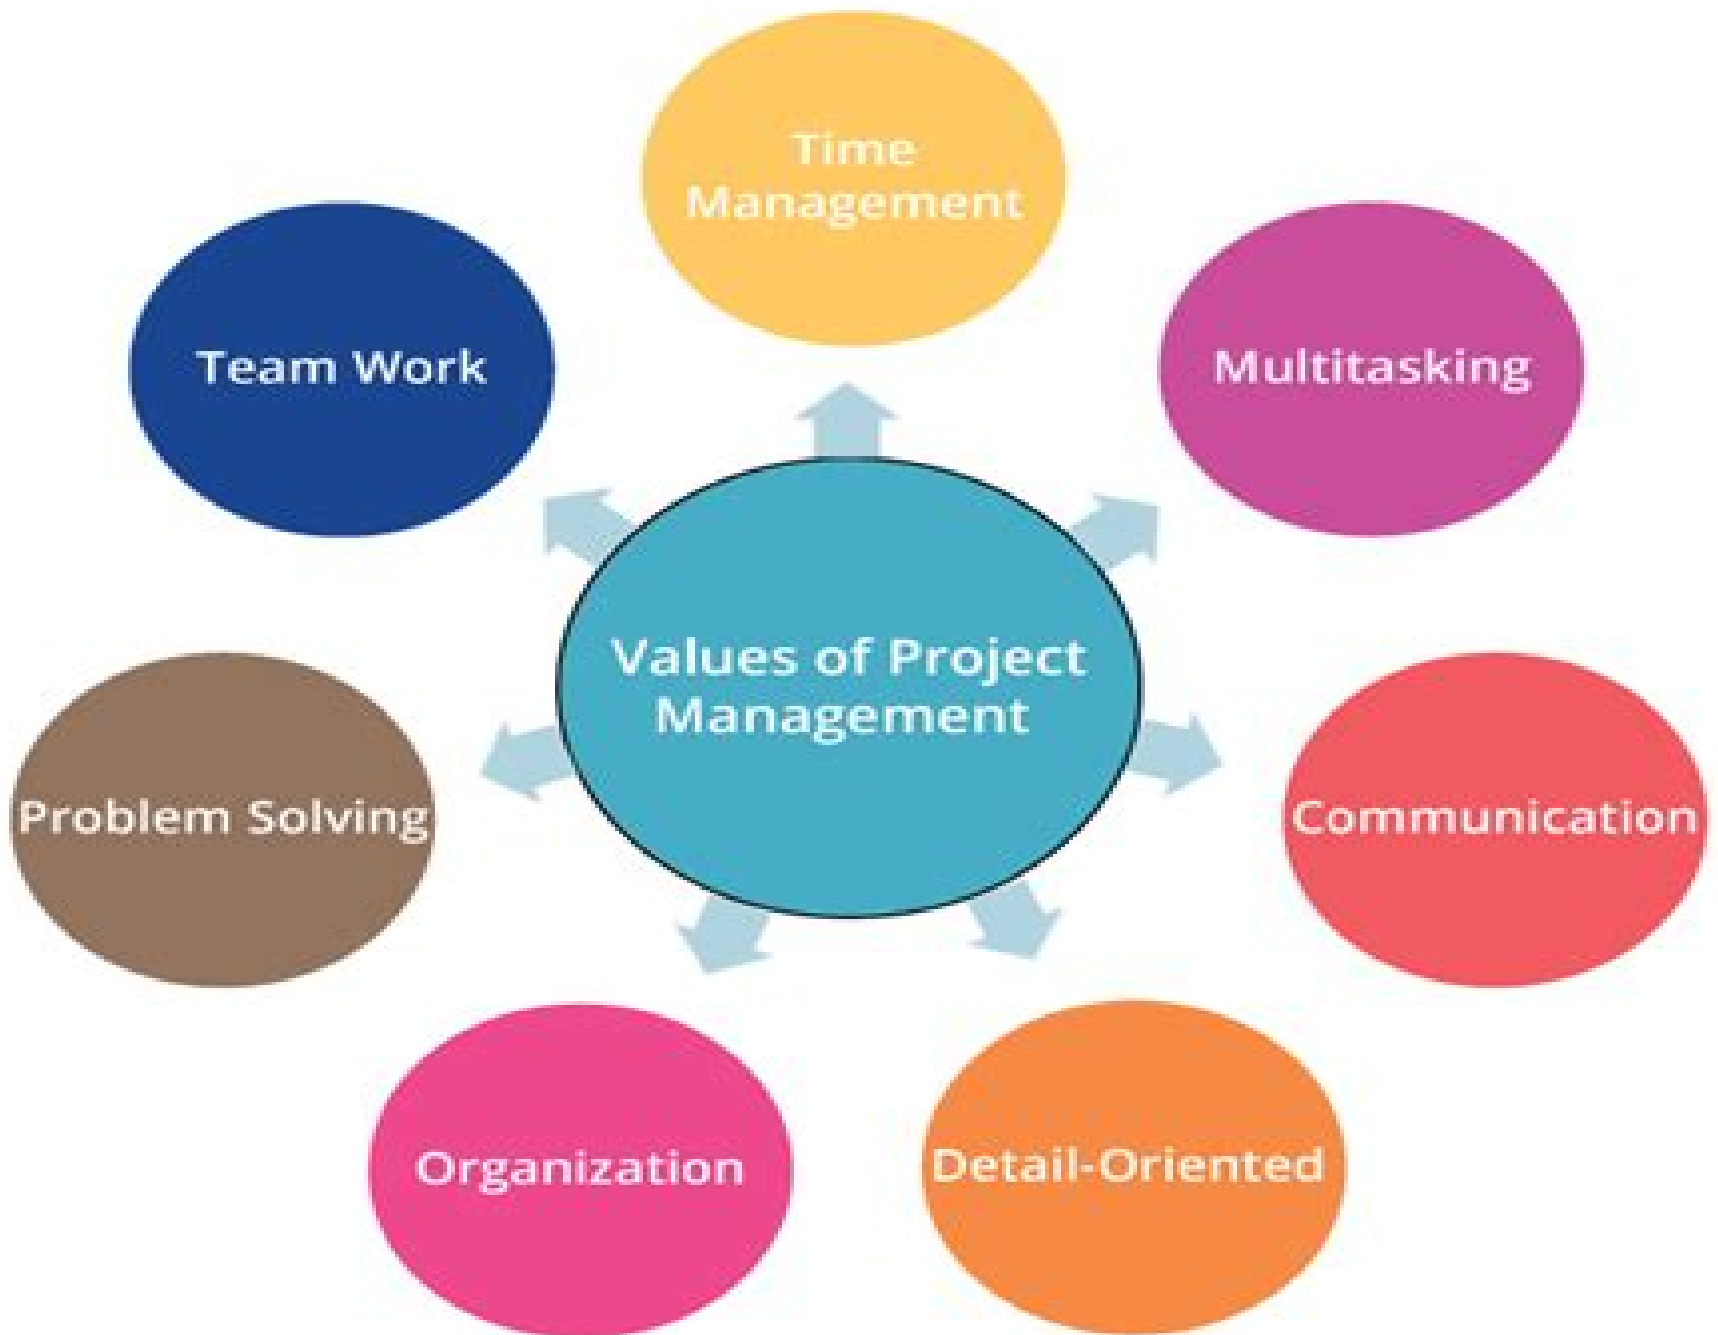 Time
Management
Team Work
Multitasking
Values of Project
Management
Problem Solving
Communication
Organization
Detail-Oriented